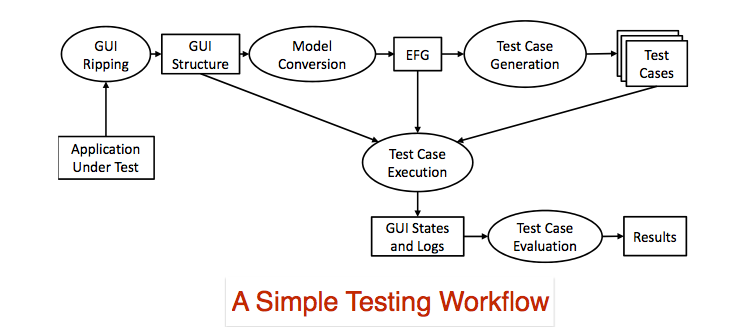 GUI
Ripping
GUI
Structure
Model
Conversion
EFG
Test Case
Generation
Test
Cases
Application
Under Test
Test Case
Execution
GUI States
and Logs
Test Case
Evaluation
Results
A Simple Testing Workflow